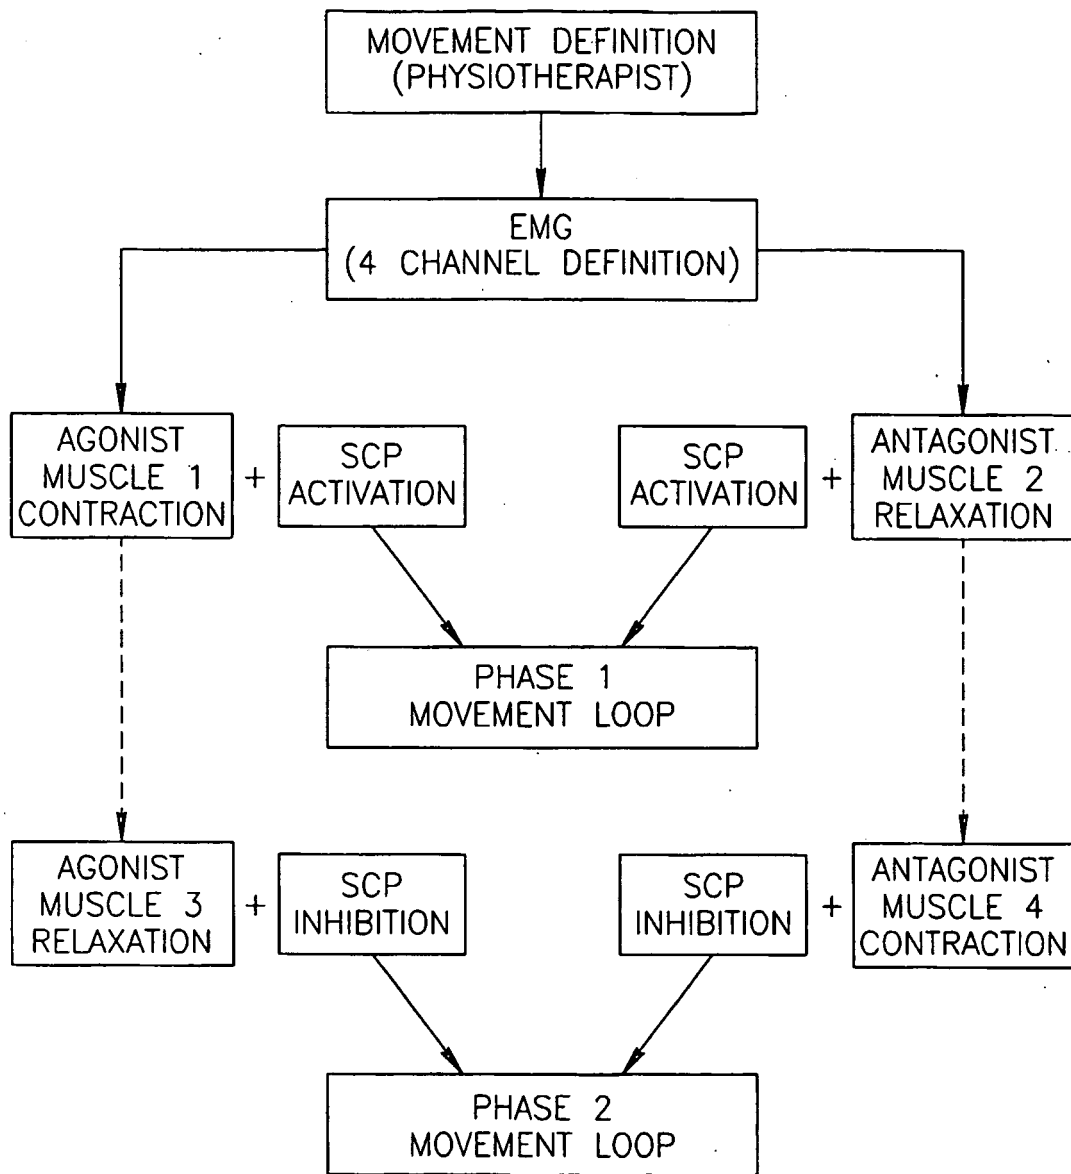 MOVEMENT DEFINITION
(PHYSIOTHERAPIST)
EMG
(4 CHANNEL DEFINITION)
AGONIST
MUSCLE 1
CONTRACTION
+
SCP
ACTIVATION
SCP
ACTIVATION
+
ANTAGONIST
MUSCLE 2
RELAXATION
PHASE 1
MOVEMENT LOOP
AGONIST
MUSCLE 3
RELAXATION
+
SCP
INHIBITION
SCP
INHIBITION
+
ANTAGONIST
MUSCLE 4
CONTRACTION
PHASE 2
MOVEMENT LOOP